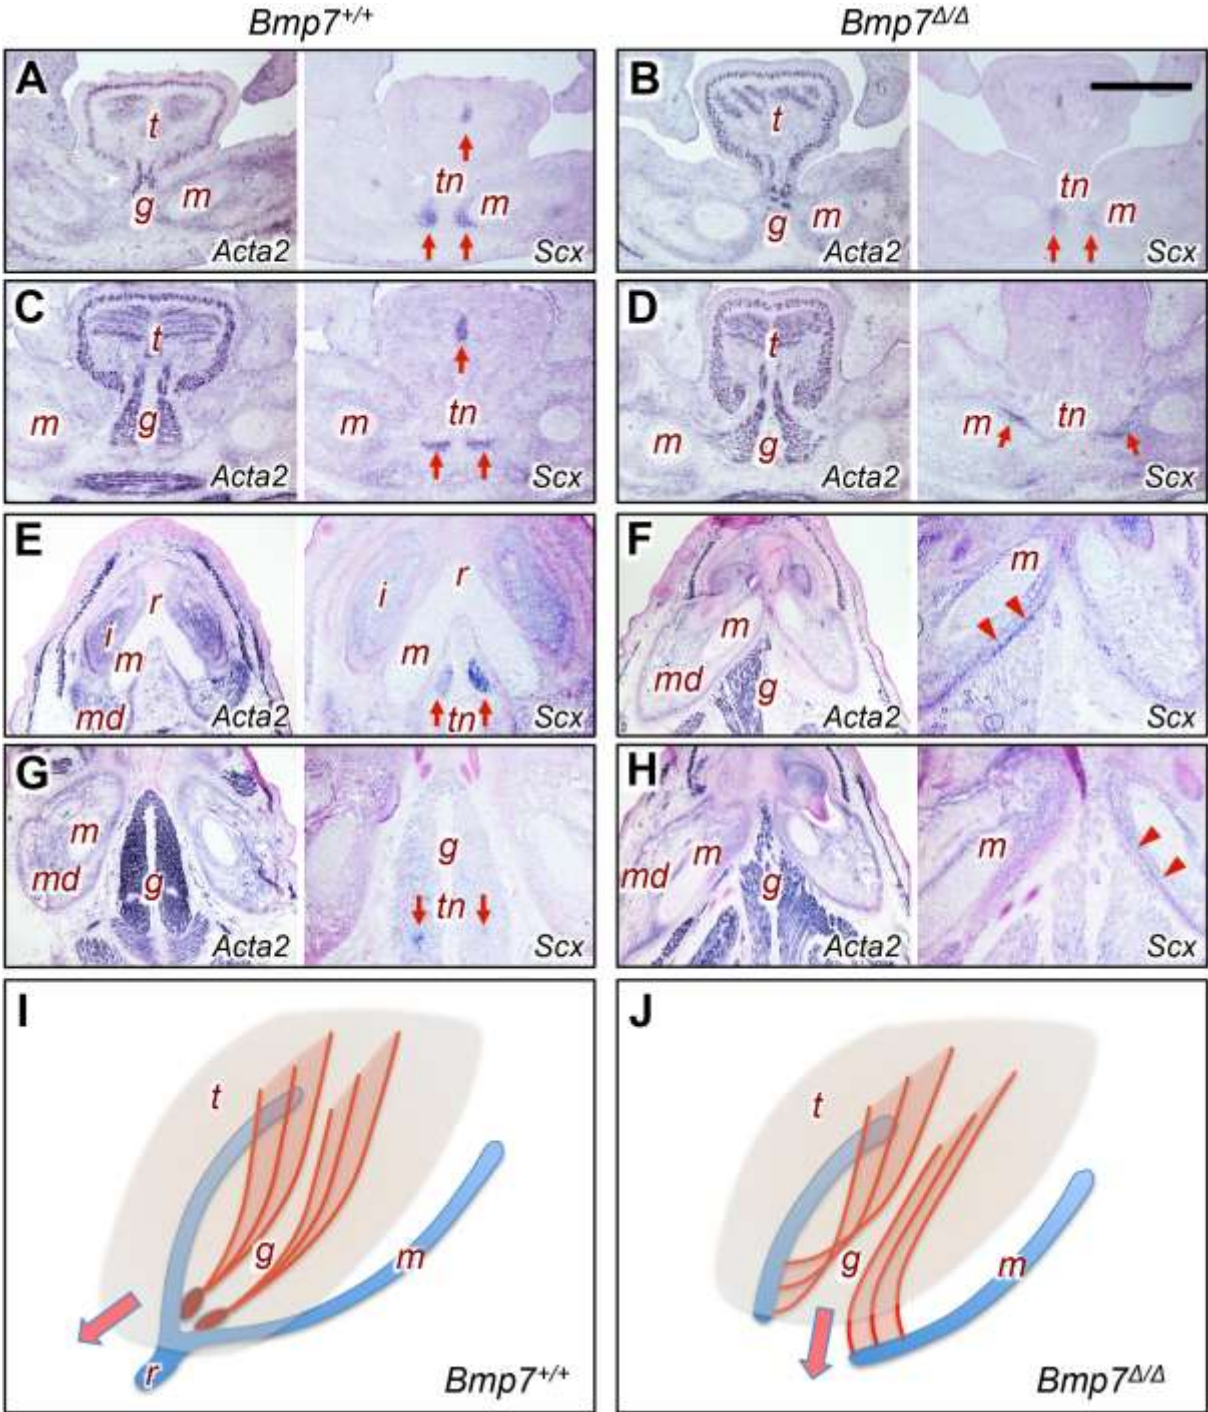 Bmp7+/+ Bmp7Δ/Δ
A t g m Acta2 tn m Scx
B t g m Acta2 tn m Scx
C t m g Acta2 m tn Scx
D t m g Acta2 m tn Scx
E r i m md Acta2 r i m tn Scx
F m md g Acta2 m Scx
G m md g Acta2 g tn Scx
H m md g Acta2 m Scx
I t g m r Bmp7+/+
J t g m Bmp7Δ/Δ